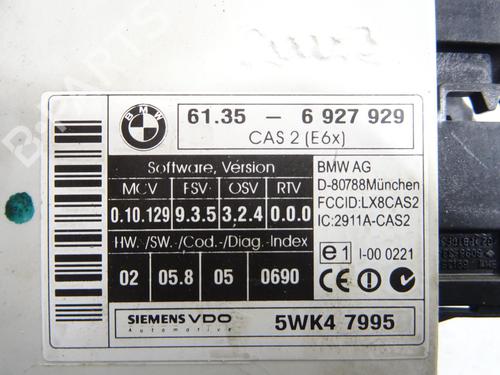 BMW
61.35 - 6 927 929
CAS 2 (E6x)
Software, Version
MCV FSV OSV RTV
0.10.129 9.3.5 3.2.4 0.0.0
HW. /SW. /Cod.-/Diag.-Index
02 05.8 05 0690
BMW AG
D-80788München
FCCID:LX8CAS2
IC:2911A-CAS2
e1 I-00 0221
SIEMENS VDO
Automotive
5WK4 7995
B-PARTS